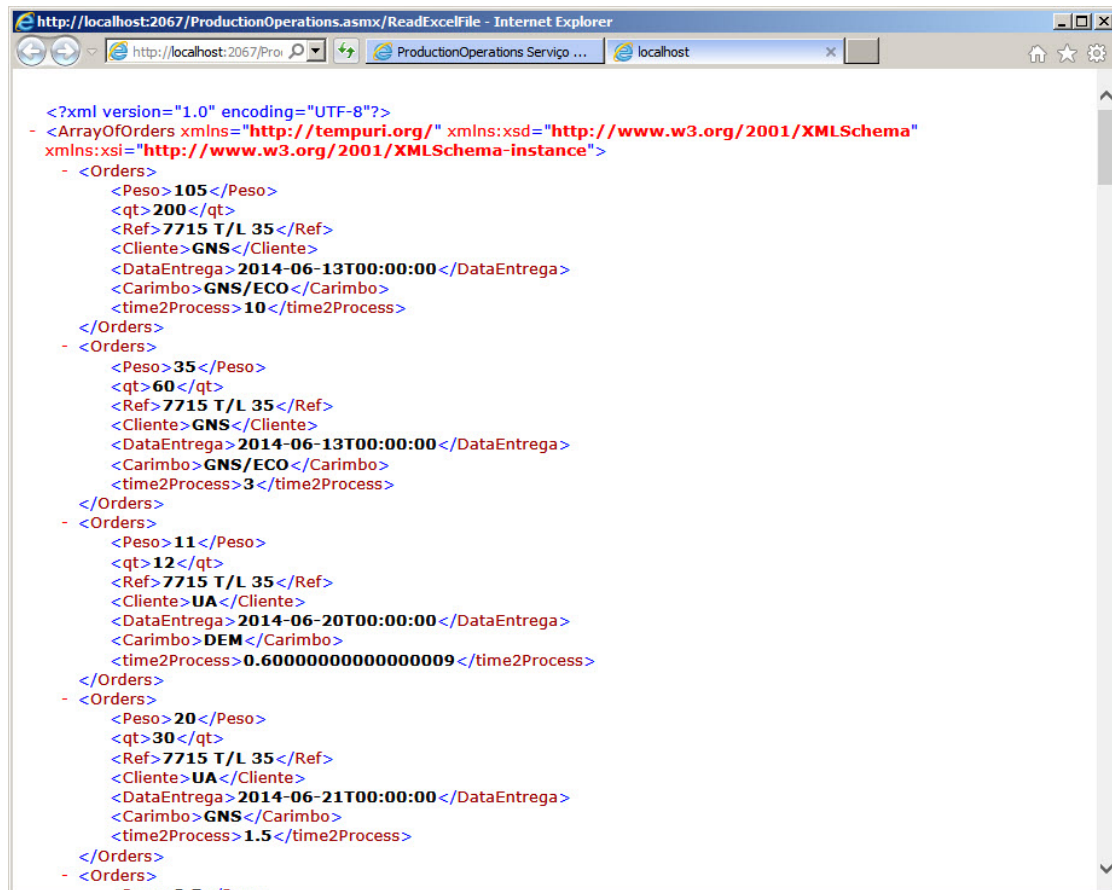 http://localhost:2067/ProductionOperations.asmx/ReadExcelFile - Internet Explorer
http://localhost:2067/Pro ProductionOperations Serviço ... localhost
<?xml version="1.0" encoding="UTF-8"?>
- <ArrayOfOrders xmlns="http://tempuri.org/" xmlns:xsd="http://www.w3.org/2001/XMLSchema"
xmlns:xsi="http://www.w3.org/2001/XMLSchema-instance">
- <Orders>
<Peso>105</Peso>
<qt>200</qt>
<Ref>7715 T/L 35</Ref>
<Cliente>GNS</Cliente>
<DataEntrega>2014-06-13T00:00:00</DataEntrega>
<Carimbo>GNS/ECO</Carimbo>
<time2Process>10</time2Process>
</Orders>
- <Orders>
<Peso>35</Peso>
<qt>60</qt>
<Ref>7715 T/L 35</Ref>
<Cliente>GNS</Cliente>
<DataEntrega>2014-06-13T00:00:00</DataEntrega>
<Carimbo>GNS/ECO</Carimbo>
<time2Process>3</time2Process>
</Orders>
- <Orders>
<Peso>11</Peso>
<qt>12</qt>
<Ref>7715 T/L 35</Ref>
<Cliente>UA</Cliente>
<DataEntrega>2014-06-20T00:00:00</DataEntrega>
<Carimbo>DEM</Carimbo>
<time2Process>0.60000000000000009</time2Process>
</Orders>
- <Orders>
<Peso>20</Peso>
<qt>30</qt>
<Ref>7715 T/L 35</Ref>
<Cliente>UA</Cliente>
<DataEntrega>2014-06-21T00:00:00</DataEntrega>
<Carimbo>GNS</Carimbo>
<time2Process>1.5</time2Process>
</Orders>
- <Orders>